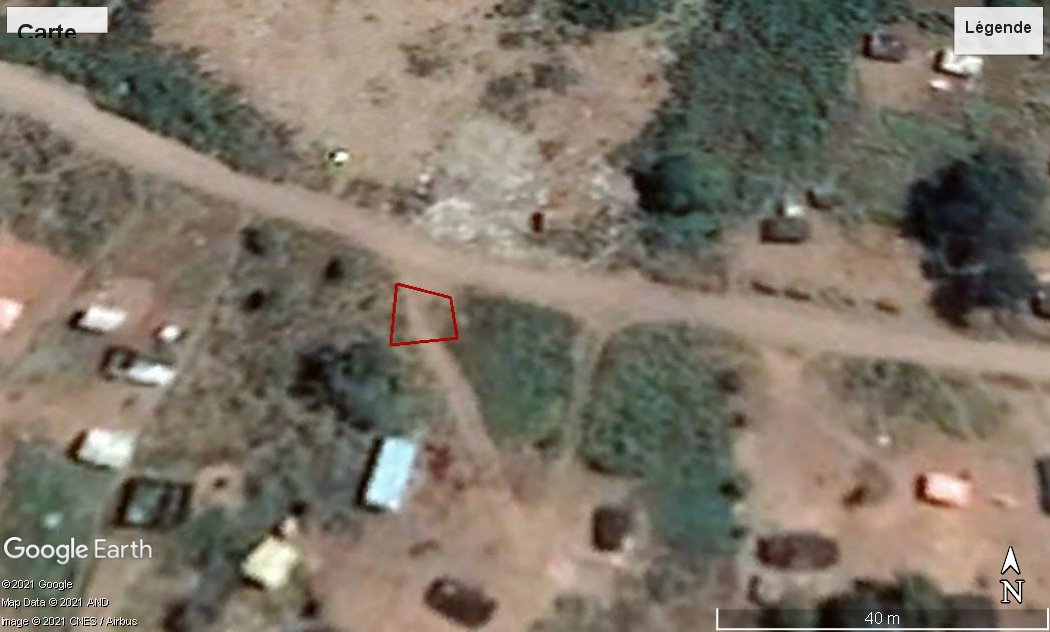 Carte
Légende
Google Earth
©2021 Google
Map Data © 2021 AND
Image © 2021 CNES / Airbus
N
40 m